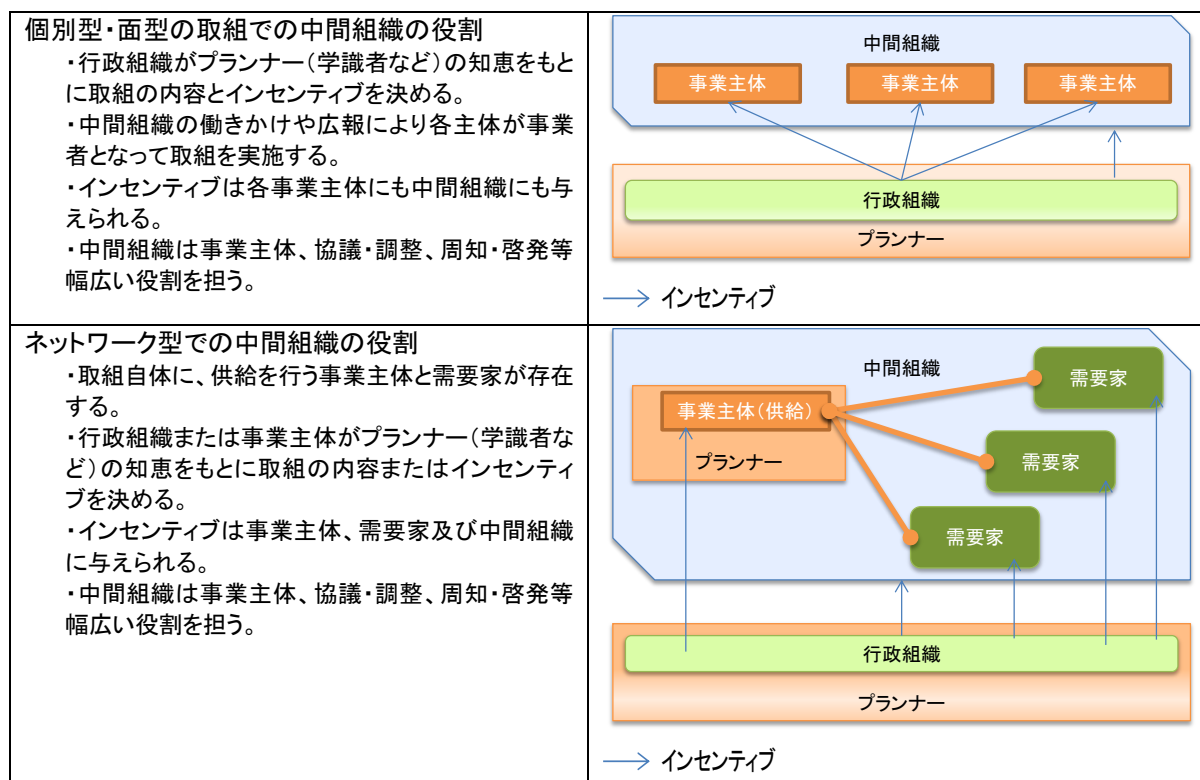 個別型・面型の取組での中間組織の役割
・行政組織がプランナー(学識者など)の知恵をもと
に取組の内容とインセンティブを決める。
・中間組織の働きかけや広報により各主体が事業
者となって取組を実施する。
・インセンティブは各事業主体にも中間組織にも与
えられる。
・中間組織は事業主体、協議・調整、周知・啓発等
幅広い役割を担う。
中間組織
事業主体
事業主体
事業主体
行政組織
プランナー
インセンティブ
ネットワーク型での中間組織の役割
・取組自体に、供給を行う事業主体と需要家が存在
する。
・行政組織または事業主体がプランナー(学識者な
ど)の知恵をもとに取組の内容またはインセンティ
ブを決める。
・インセンティブは事業主体、需要家及び中間組織
に与えられる。
・中間組織は事業主体、協議・調整、周知・啓発等
幅広い役割を担う。
中間組織
需要家
事業主体(供給)
プランナー
需要家
需要家
行政組織
プランナー
インセンティブ